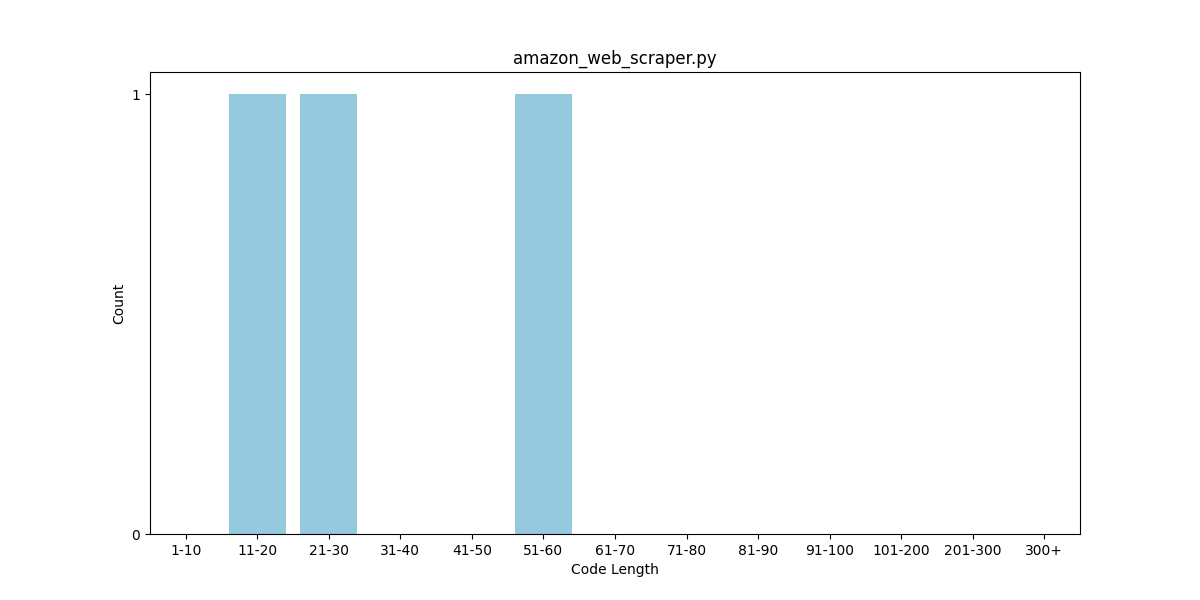 amazon_web_scraper.py
1
Count
0
1-10 11-20 21-30 31-40 41-50 51-60 61-70 71-80 81-90 91-100 101-200 201-300 300+
Code Length